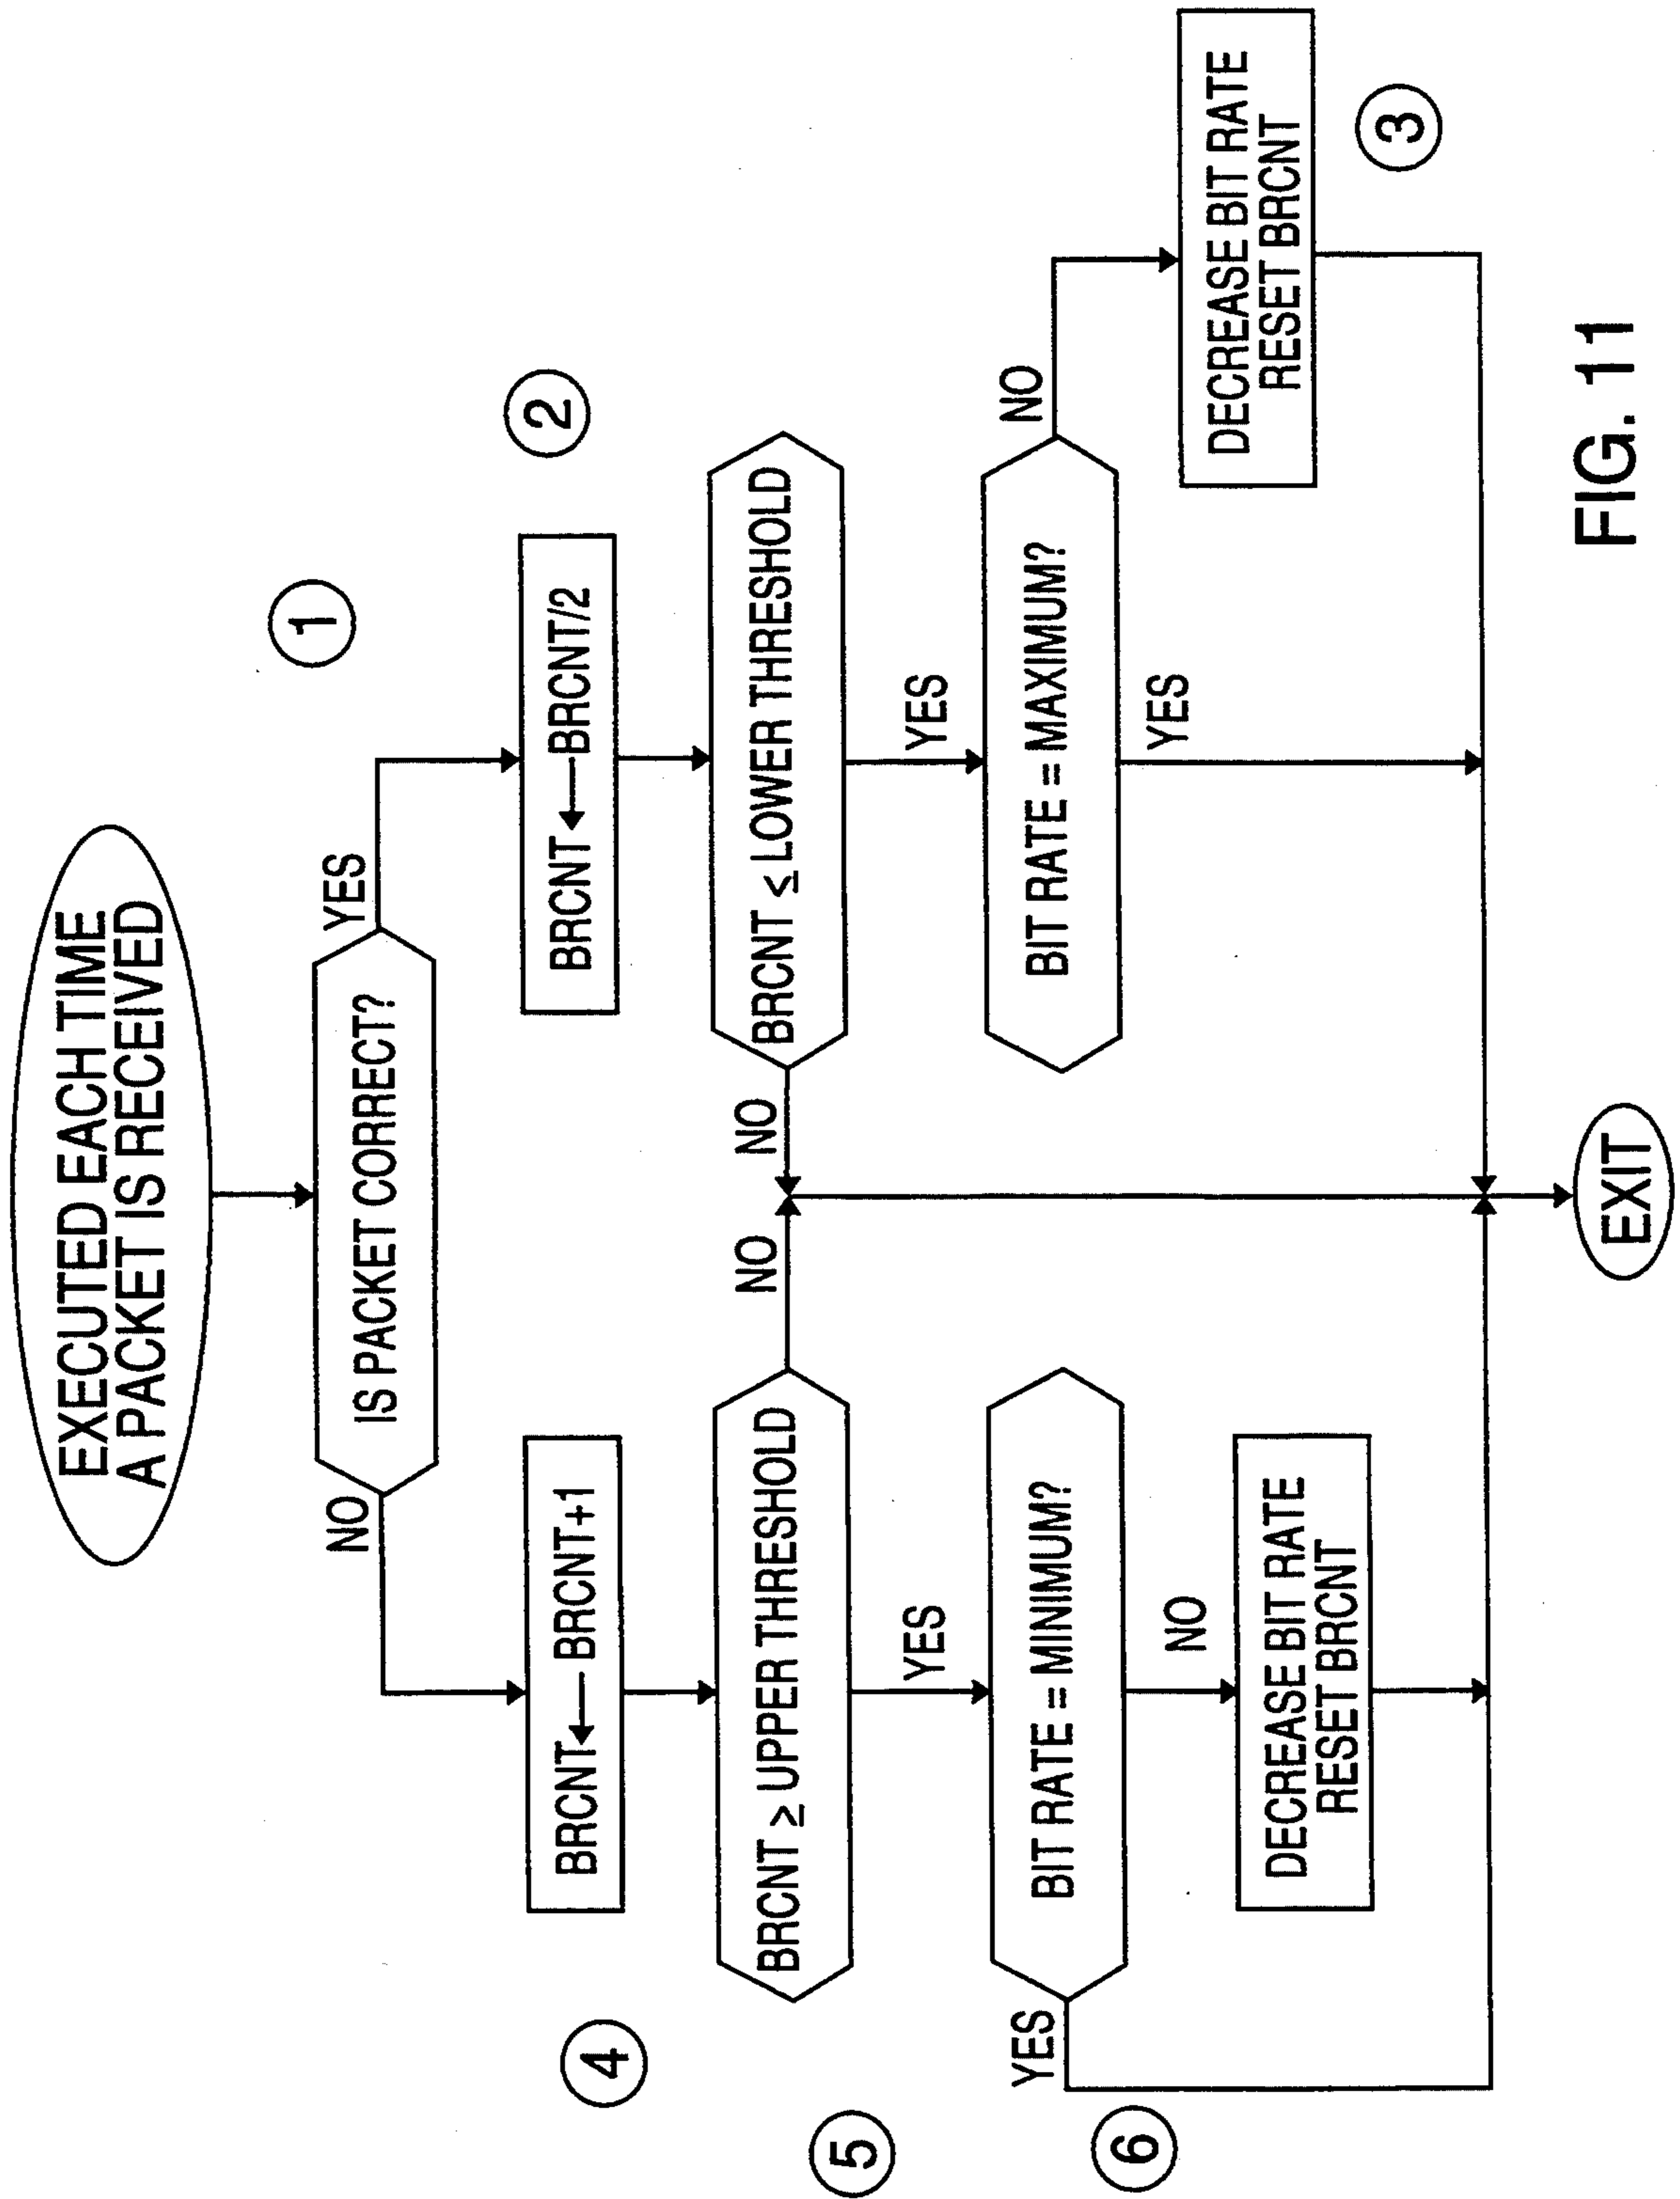 EXECUTED EACH TIME
A PACKET IS RECEIVED
1
IS PACKET CORRECT?
NO
YES
2
BRCNT←BRCNT+1
BRCNT←BRCNT/2
4
BRCNT ≥ UPPER THRESHOLD
NO
NO
BRCNT ≤ LOWER THRESHOLD
5
YES
YES
BIT RATE = MINIMUM?
BIT RATE = MAXIMUM?
YES
NO
6
NO
YES
DECREASE BIT RATE
RESET BRCNT
DECREASE BIT RATE
RESET BRCNT
3
EXIT
FIG. 11